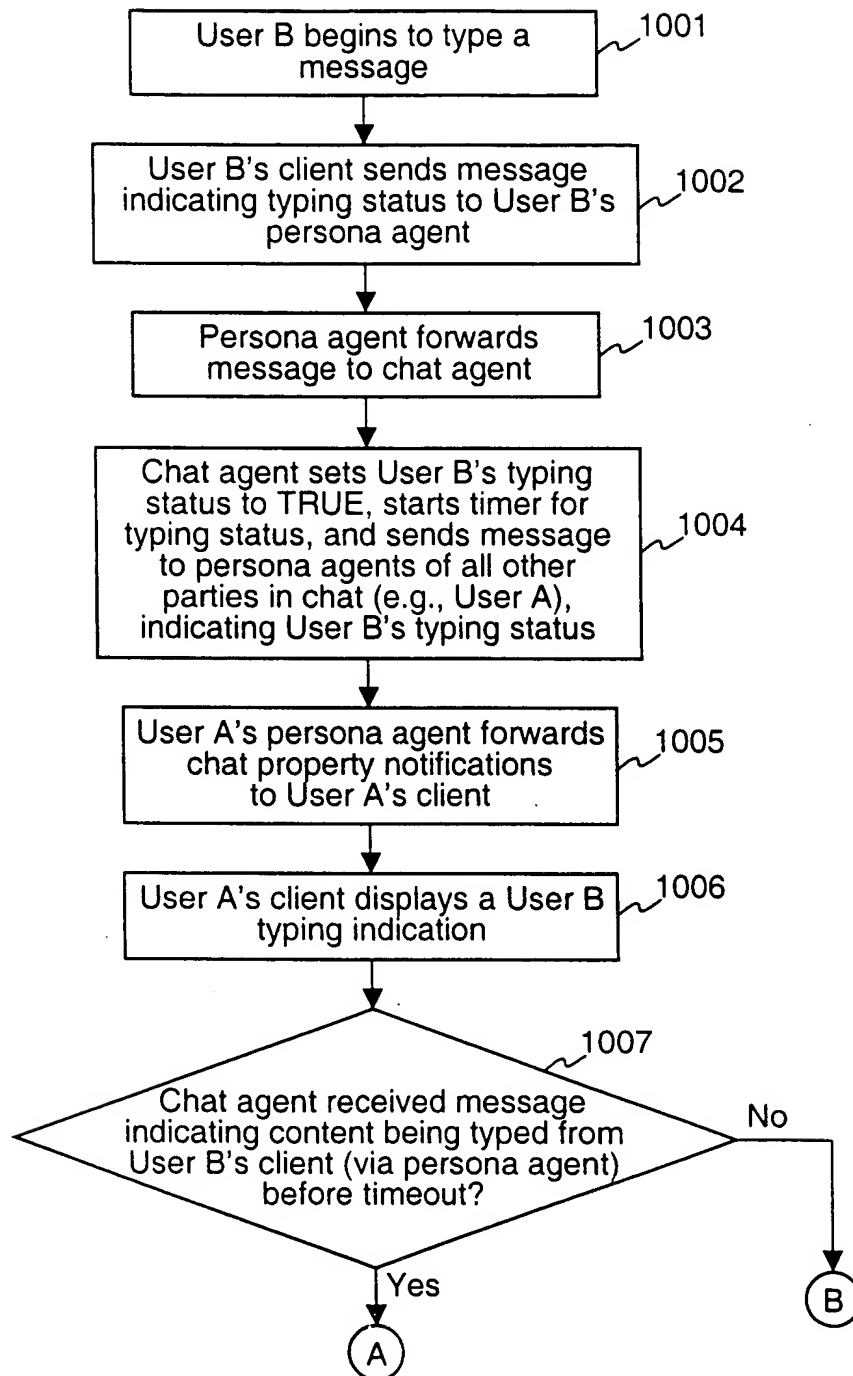 User B begins to type a
message
1001
User B's client sends message
indicating typing status to User B's
persona agent
1002
Persona agent forwards
message to chat agent
1003
Chat agent sets User B's typing
status to TRUE, starts timer for
typing status, and sends message
to persona agents of all other
parties in chat (e.g., User A),
indicating User B's typing status
1004
User A's persona agent forwards
chat property notifications
to User A's client
1005
User A's client displays a User B
typing indication
1006
1007
Chat agent received message
indicating content being typed from
User B's client (via persona agent)
before timeout?
No
Yes
B
A